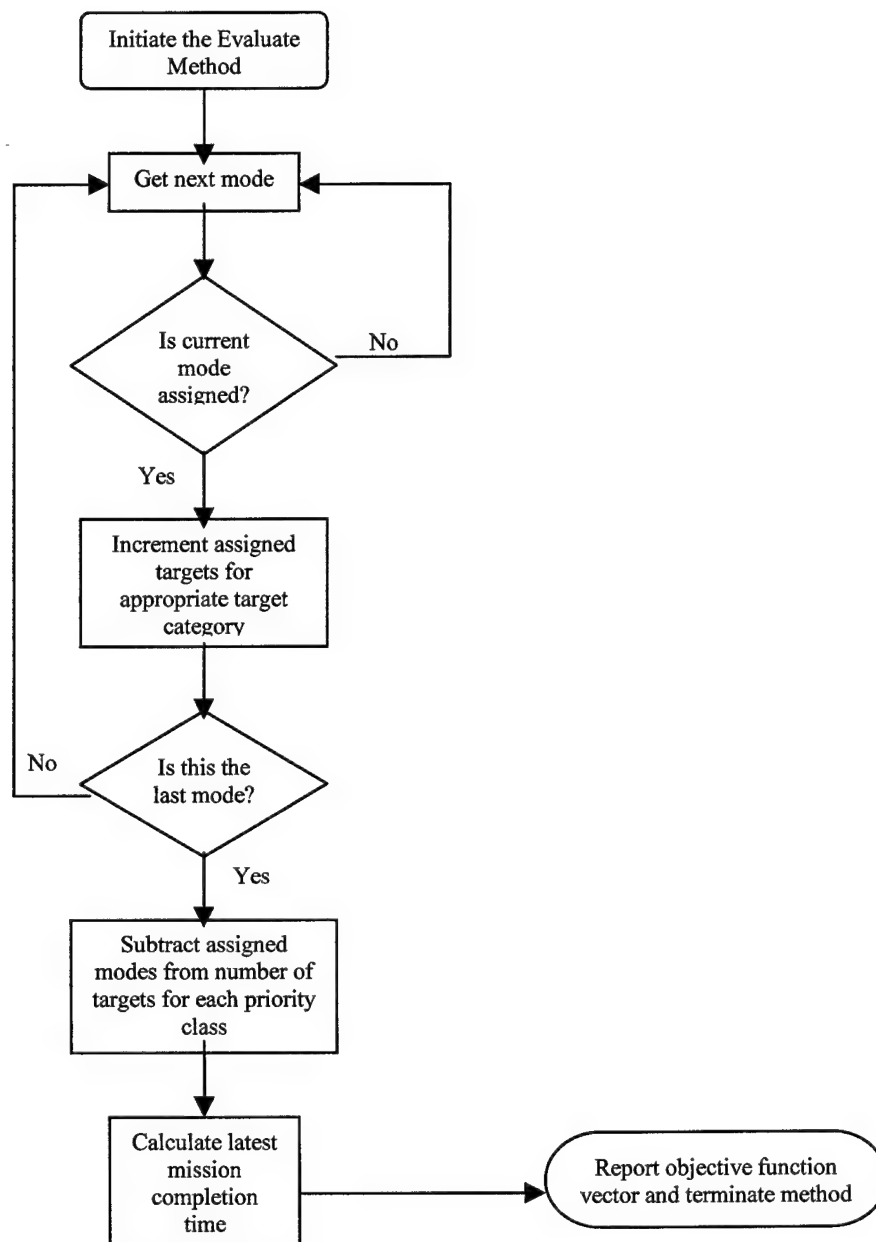 Initiate the Evaluate
Method
Get next mode
Is current
mode
assigned?
No
Yes
Increment assigned
targets for
appropriate target
category
No
Is this the
last mode?
Yes
Subtract assigned
modes from number of
targets for each priority
class
Calculate latest
mission
completion
time
Report objective function
vector and terminate method